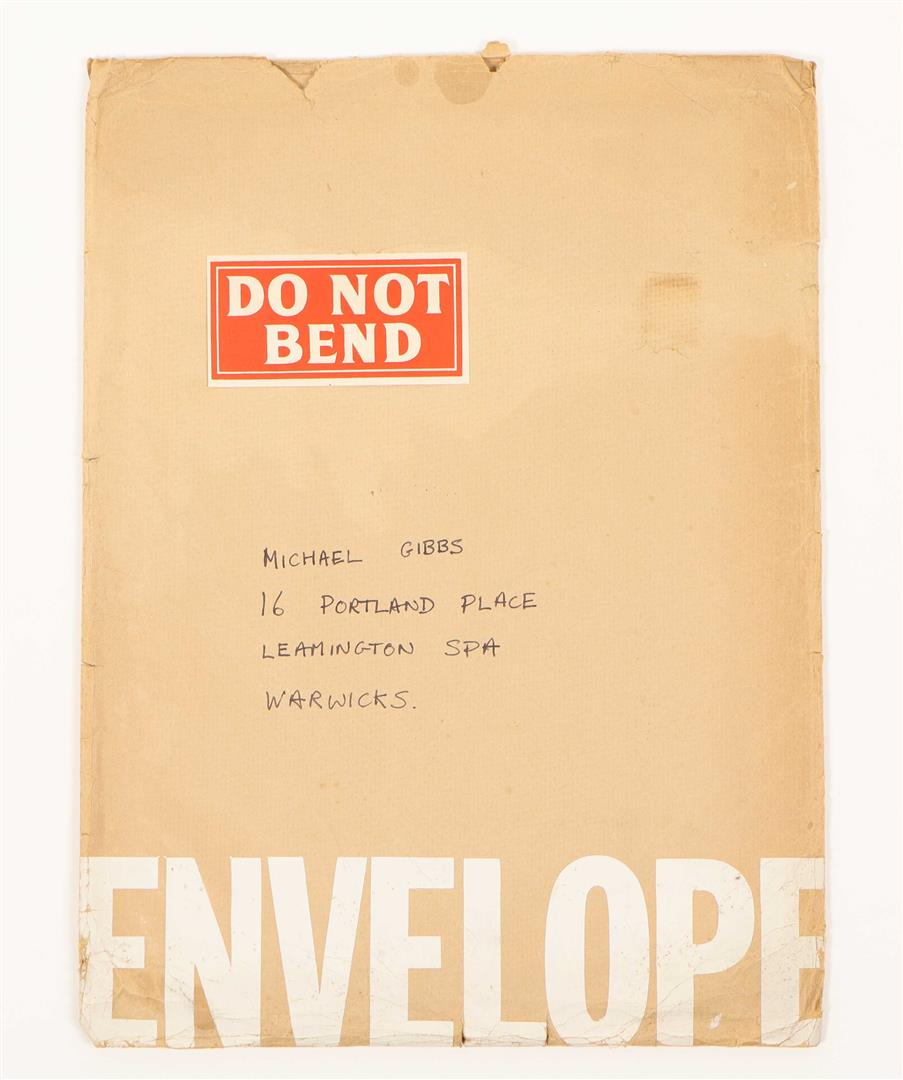 DO NOT
BEND
MICHAEL GIBBS
16 PORTLAND PLACE
LEAMINGTON SPA
WARWICKS.
ENVELOPE